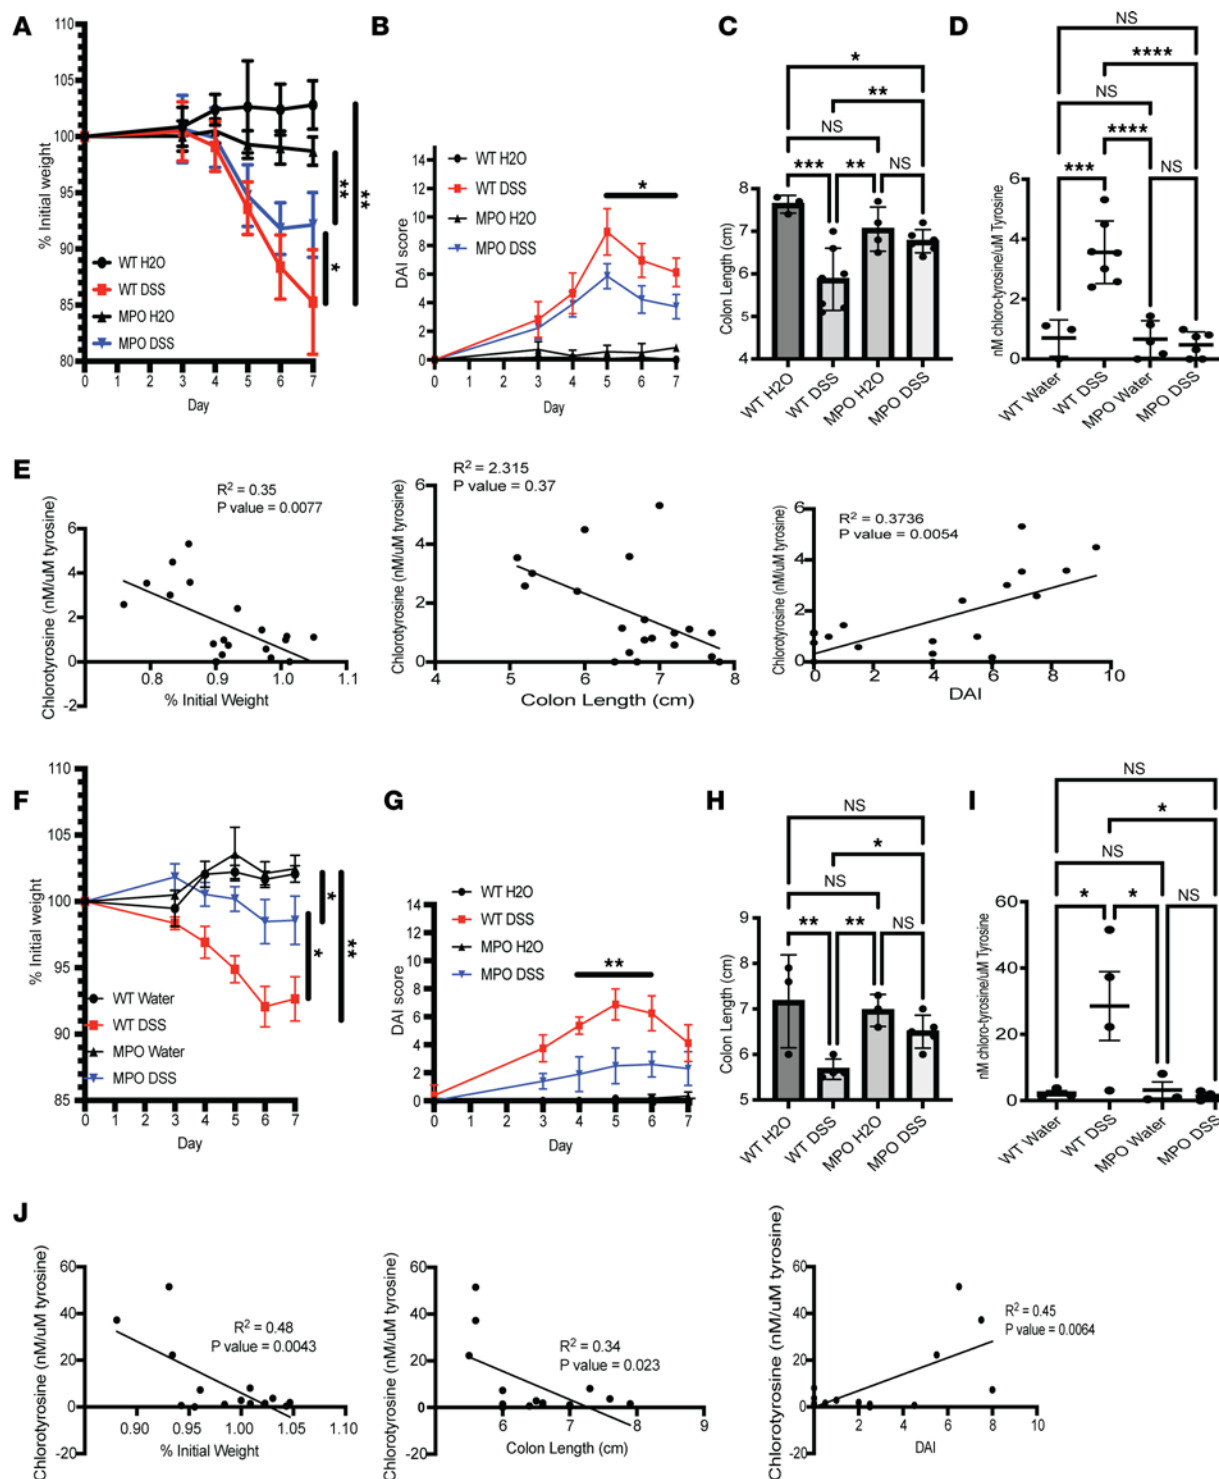 A
110
105
100
95
90
85
80
% Initial weight
WT H2O
WT DSS
MPO H2O
MPO DSS
**
**
*
0 1 2 3 4 5 6 7
Day
B
14
12
10
8
6
4
2
0
DAI score
WT H2O
WT DSS
MPO H2O
MPO DSS
*
0 1 2 3 4 5 6 7
Day
C
*
**
NS
*** ** NS
8
7
6
5
4
Colon Length (cm)
WT H2O
WT DSS
MPO H2O
MPO DSS
D
NS
****
NS
****
*** NS NS
6
4
2
0
nM chloro-tyrosine/uM Tyrosine
WT Water
WT DSS
MPO Water
MPO DSS
E
R2 = 0.35
P value = 0.0077
Chlorotyrosine (nM/uM tyrosine)
6
4
2
0
-2
0.8 0.9 1.0 1.1
% Initial Weight
R2 = 2.315
P value = 0.37
Chlorotyrosine (nM/uM tyrosine)
6
4
2
0
5 6 7 8
Colon Length (cm)
R2 = 0.3736
P value = 0.0054
Chlorotyrosine (nM/uM tyrosine)
6
4
2
0
0 2 4 6 8 10
DAI
F
110
105
100
95
90
85
% Initial weight
WT Water
WT DSS
MPO Water
MPO DSS
*
*
**
0 1 2 3 4 5 6 7
Day
G
14
12
10
8
6
4
2
0
DAI score
WT H2O
WT DSS
MPO H2O
MPO DSS
**
0 1 2 3 4 5 6 7
Day
H
NS
*
NS
** ** NS
9
8
7
6
5
Colon Length (cm)
WT H2O
WT DSS
MPO H2O
MPO DSS
I
NS
*
NS
* * NS
60
40
20
0
nM chloro-tyrosine/uM Tyrosine
WT Water
WT DSS
MPO Water
MPO DSS
J
R2 = 0.48
P value = 0.0043
Chlorotyrosine (nM/uM tyrosine)
60
40
20
0
-20
0.90 0.95 1.00 1.05 1.10
% Initial Weight
R2 = 0.34
P value = 0.023
Chlorotyrosine (nM/uM tyrosine)
60
40
20
0
-20
5 6 7 8 9
Colon Length (cm)
R2 = 0.45
P value = 0.0064
Chlorotyrosine (nM/uM tyrosine)
60
40
20
0
-20
0 2 4 6 8 10
DAI